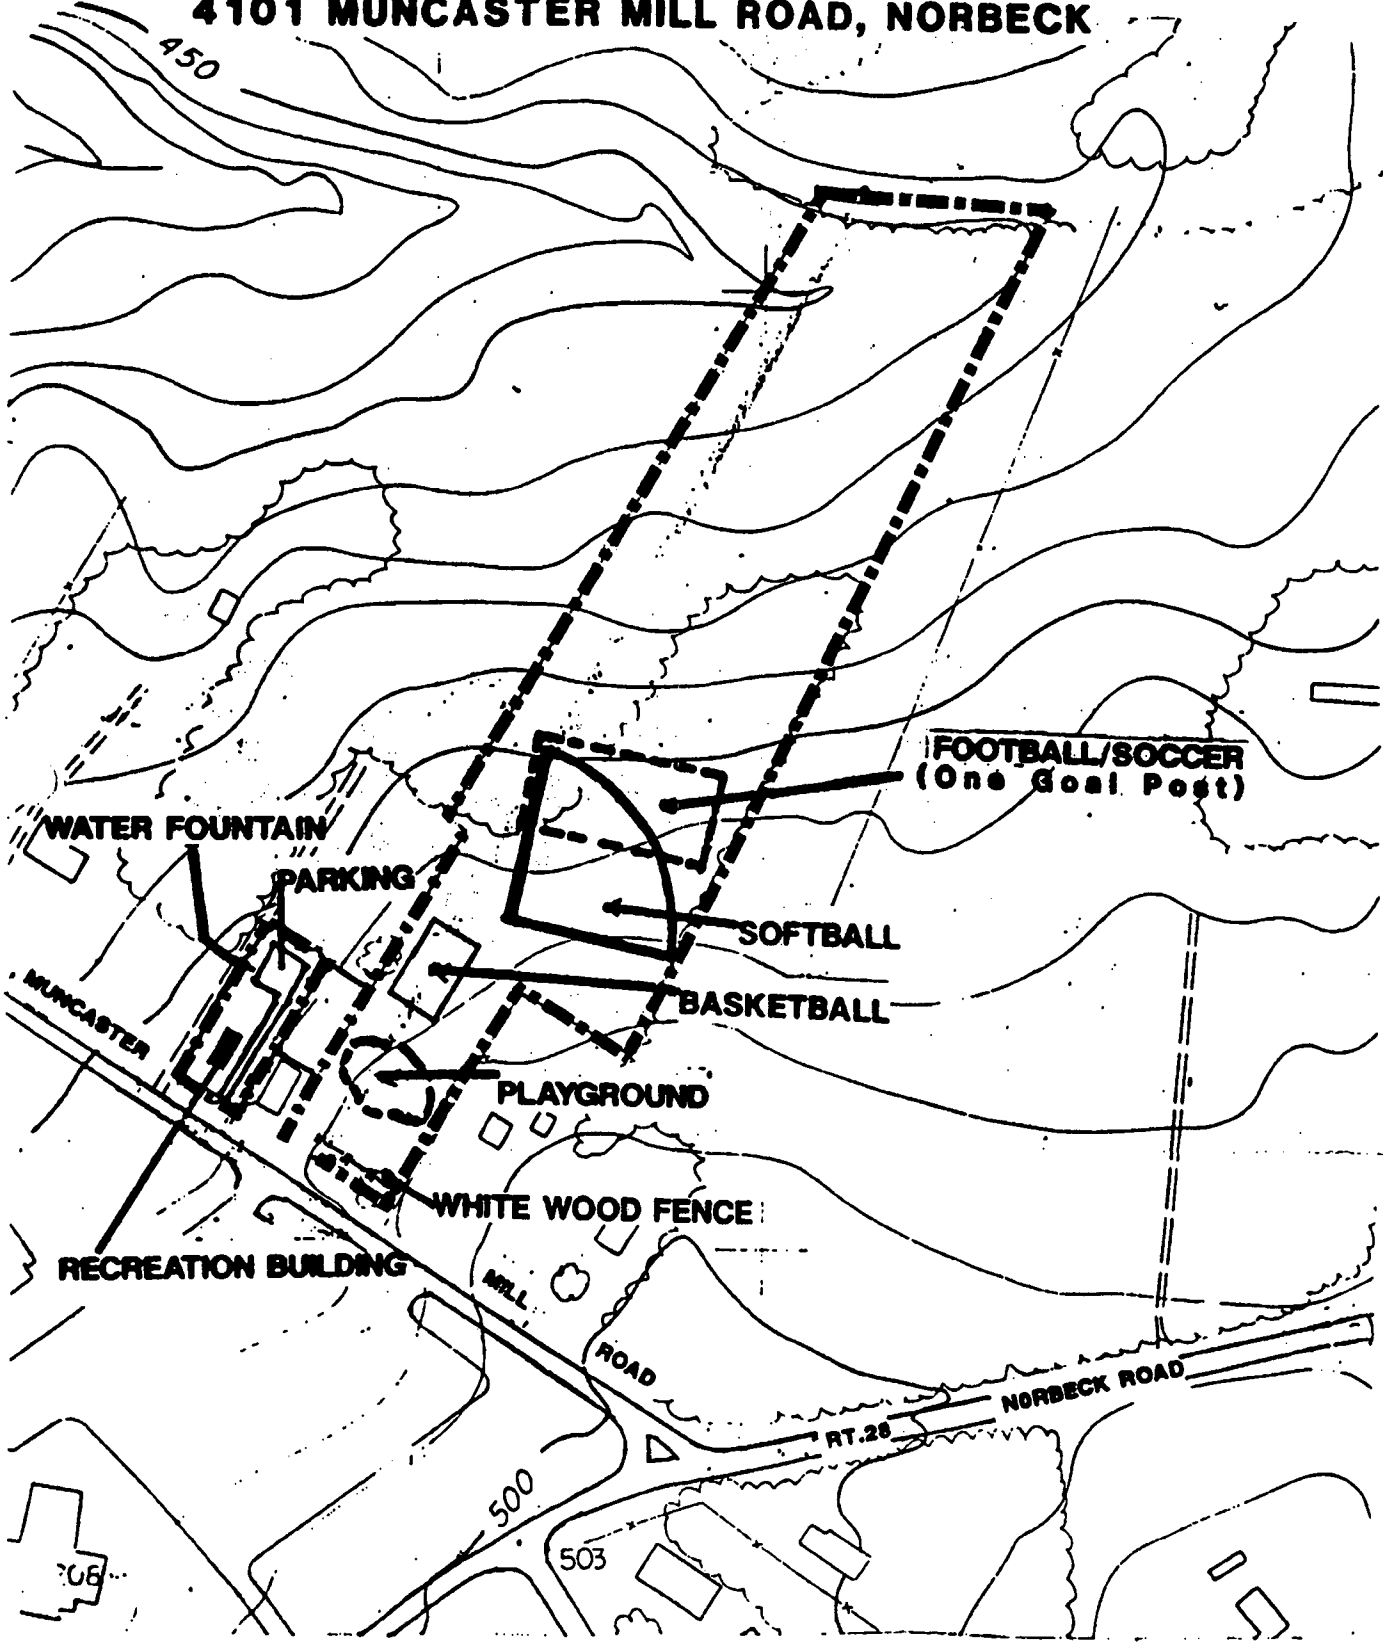 4101 MUNCASTER MILL ROAD, NORBECK
450
FOOTBALL/SOCCER
(One Goal Post)
WATER FOUNTAIN
PARKING
SOFTBALL
BASKETBALL
MUNCASTER
PLAYGROUND
WHITE WOOD FENCE
RECREATION BUILDING
MILL
ROAD
NORBECK ROAD
RT.28
500
503